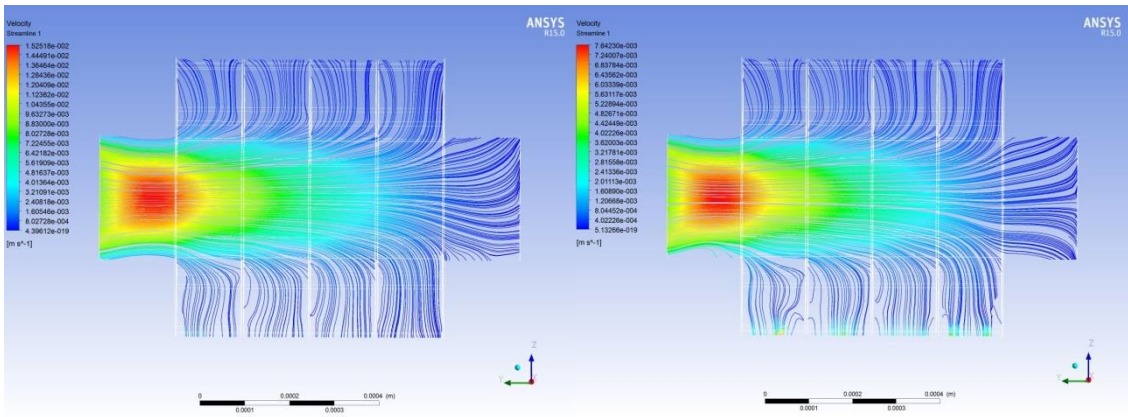 Velocity
Streamline 1
1.52518e-002
1.44491e-002
1.36464e-002
1.28436e-002
1.20409e-002
1.12382e-002
1.04355e-002
9.63273e-003
8.83000e-003
8.02728e-003
7.22455e-003
6.42182e-003
5.61909e-003
4.81637e-003
4.01364e-003
3.21091e-003
2.40818e-003
1.60546e-003
8.02728e-004
4.39612e-019
[m s^-1]
ANSYS
R15.0
Z
Y
X
0 0.0002 0.0004 (m)
0.0001 0.0003
Velocity
Streamline 1
7.64230e-003
7.24007e-003
6.83784e-003
6.43562e-003
6.03339e-003
5.63117e-003
5.22894e-003
4.82671e-003
4.42449e-003
4.02226e-003
3.62003e-003
3.21781e-003
2.81558e-003
2.41336e-003
2.01113e-003
1.60890e-003
1.20668e-003
8.04452e-004
4.02226e-004
5.13266e-019
[m s^-1]
ANSYS
R15.0
Z
Y
X
0 0.0002 0.0004 (m)
0.0001 0.0003